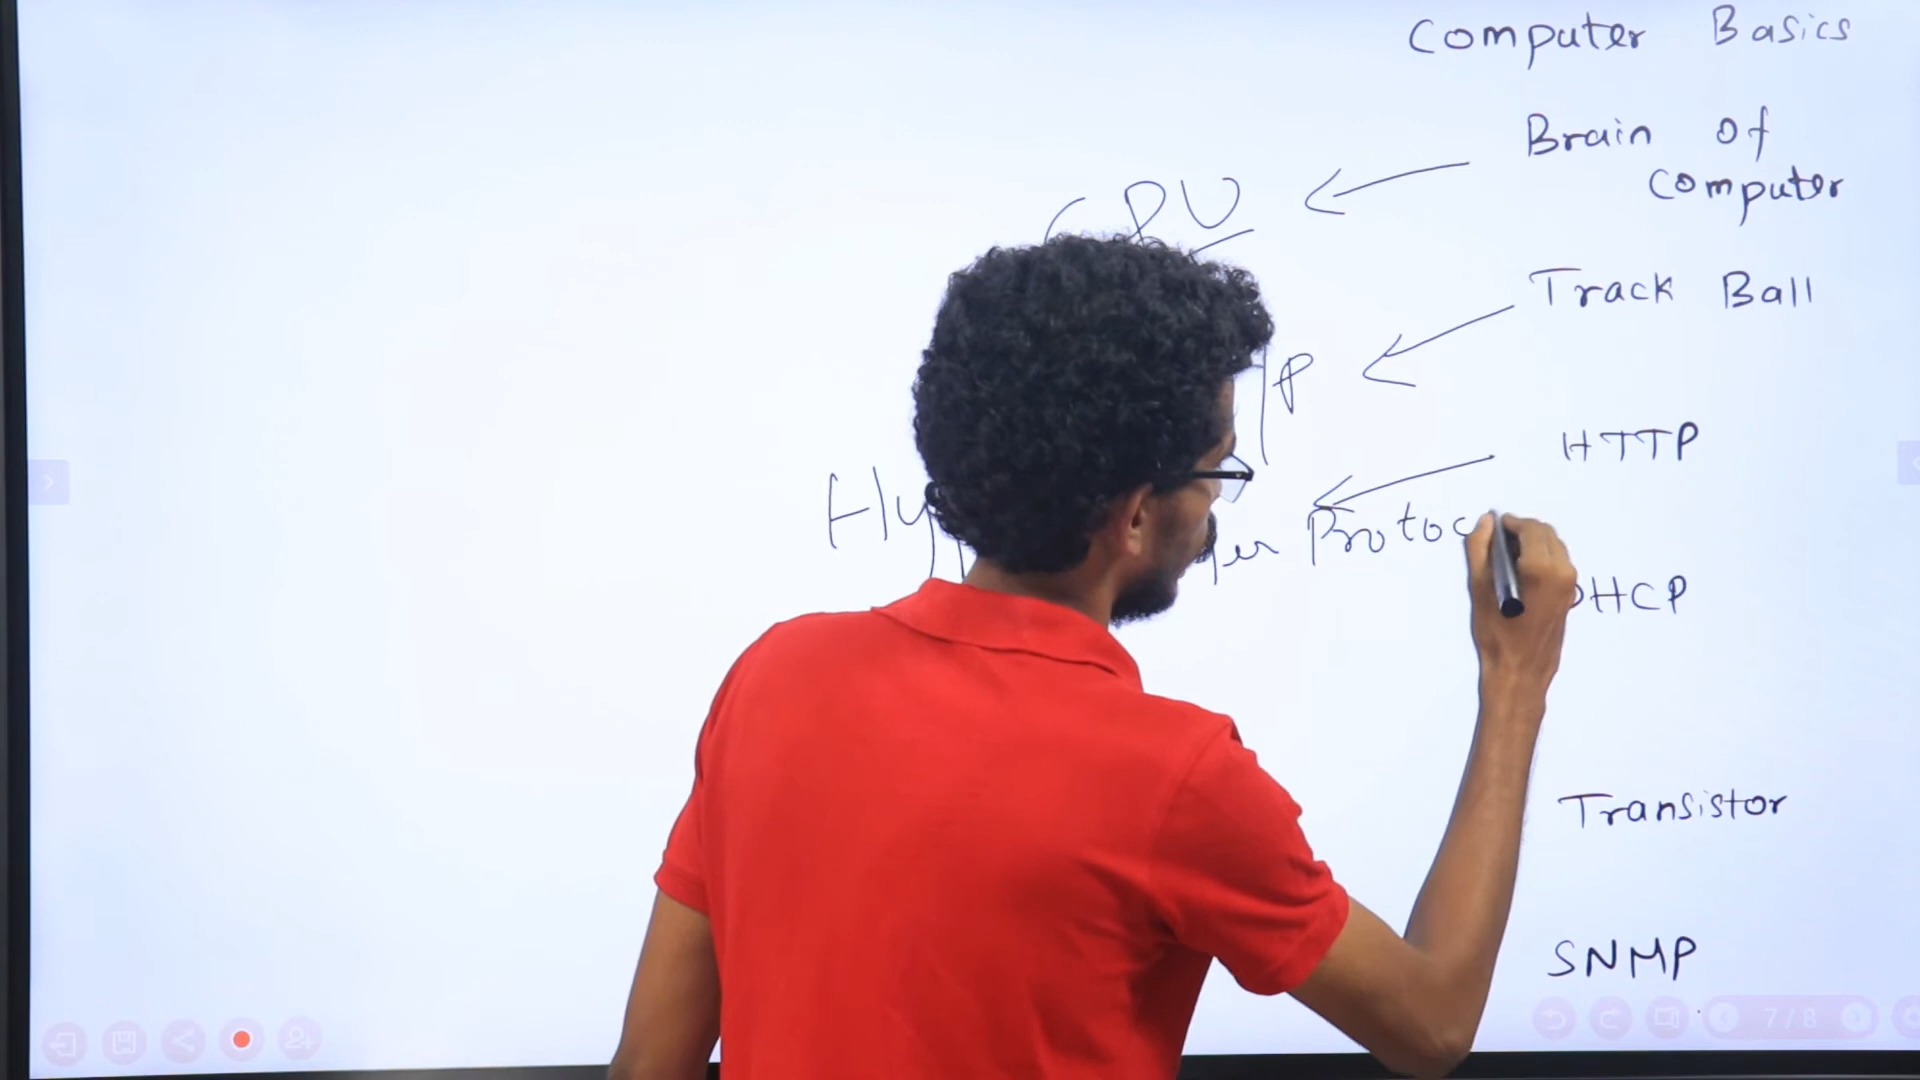 Computer Basics
Brain of
Computer
CPU
Track Ball
HTTP
Protoc
DHCP
Transistor
SNMP
7/8